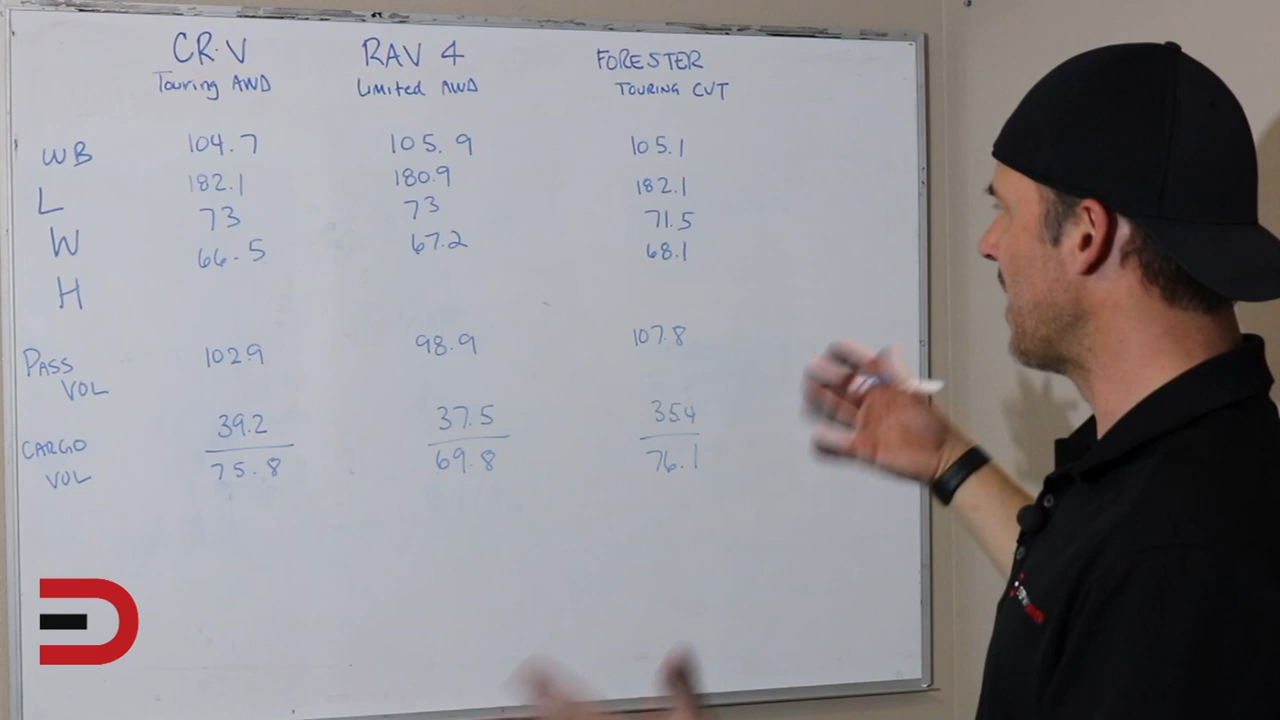 CR-V RAV 4 FORESTER
Touring AWD Limited AWD TOURING CVT
WB 104.7 105.9 105.1
L 182.1 180.9 182.1
W 73 73 71.5
H 66.5 67.2 68.1
PASS VOL 102.9 98.9 107.8
CARGO VOL 39.2 37.5 35.4
75.8 69.8 76.1